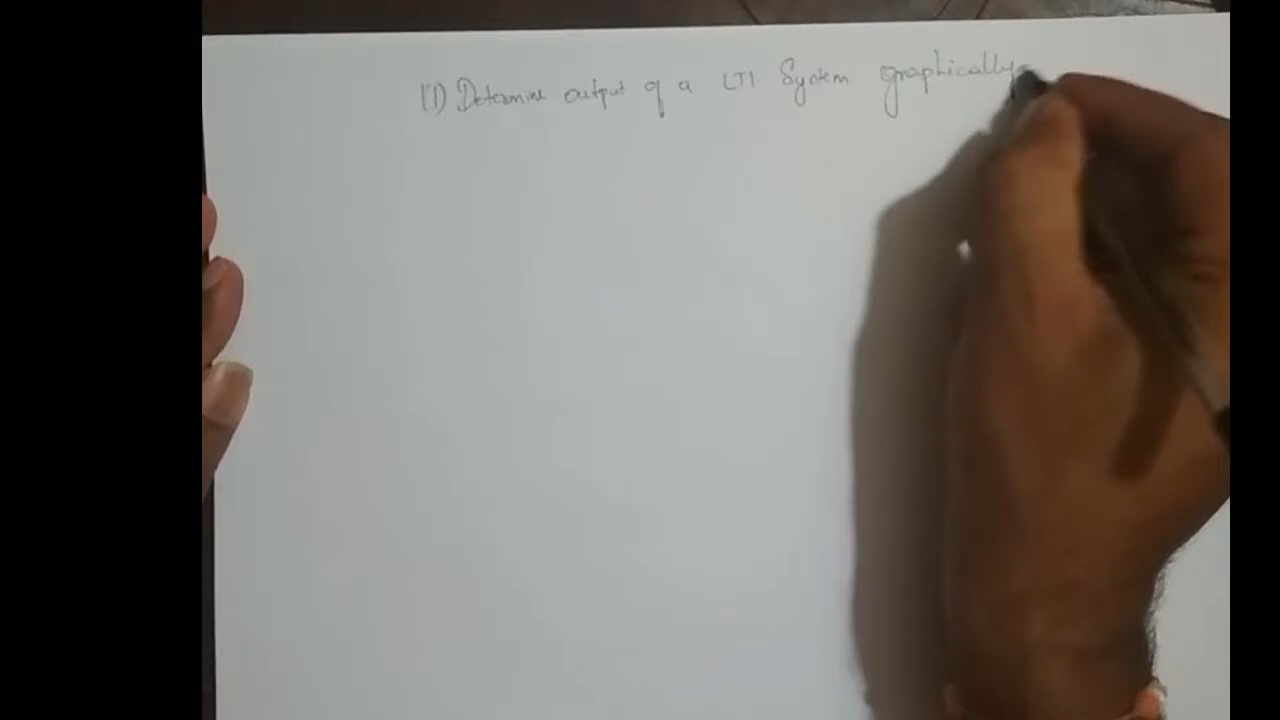 (1) Determine output of a LTI System graphically